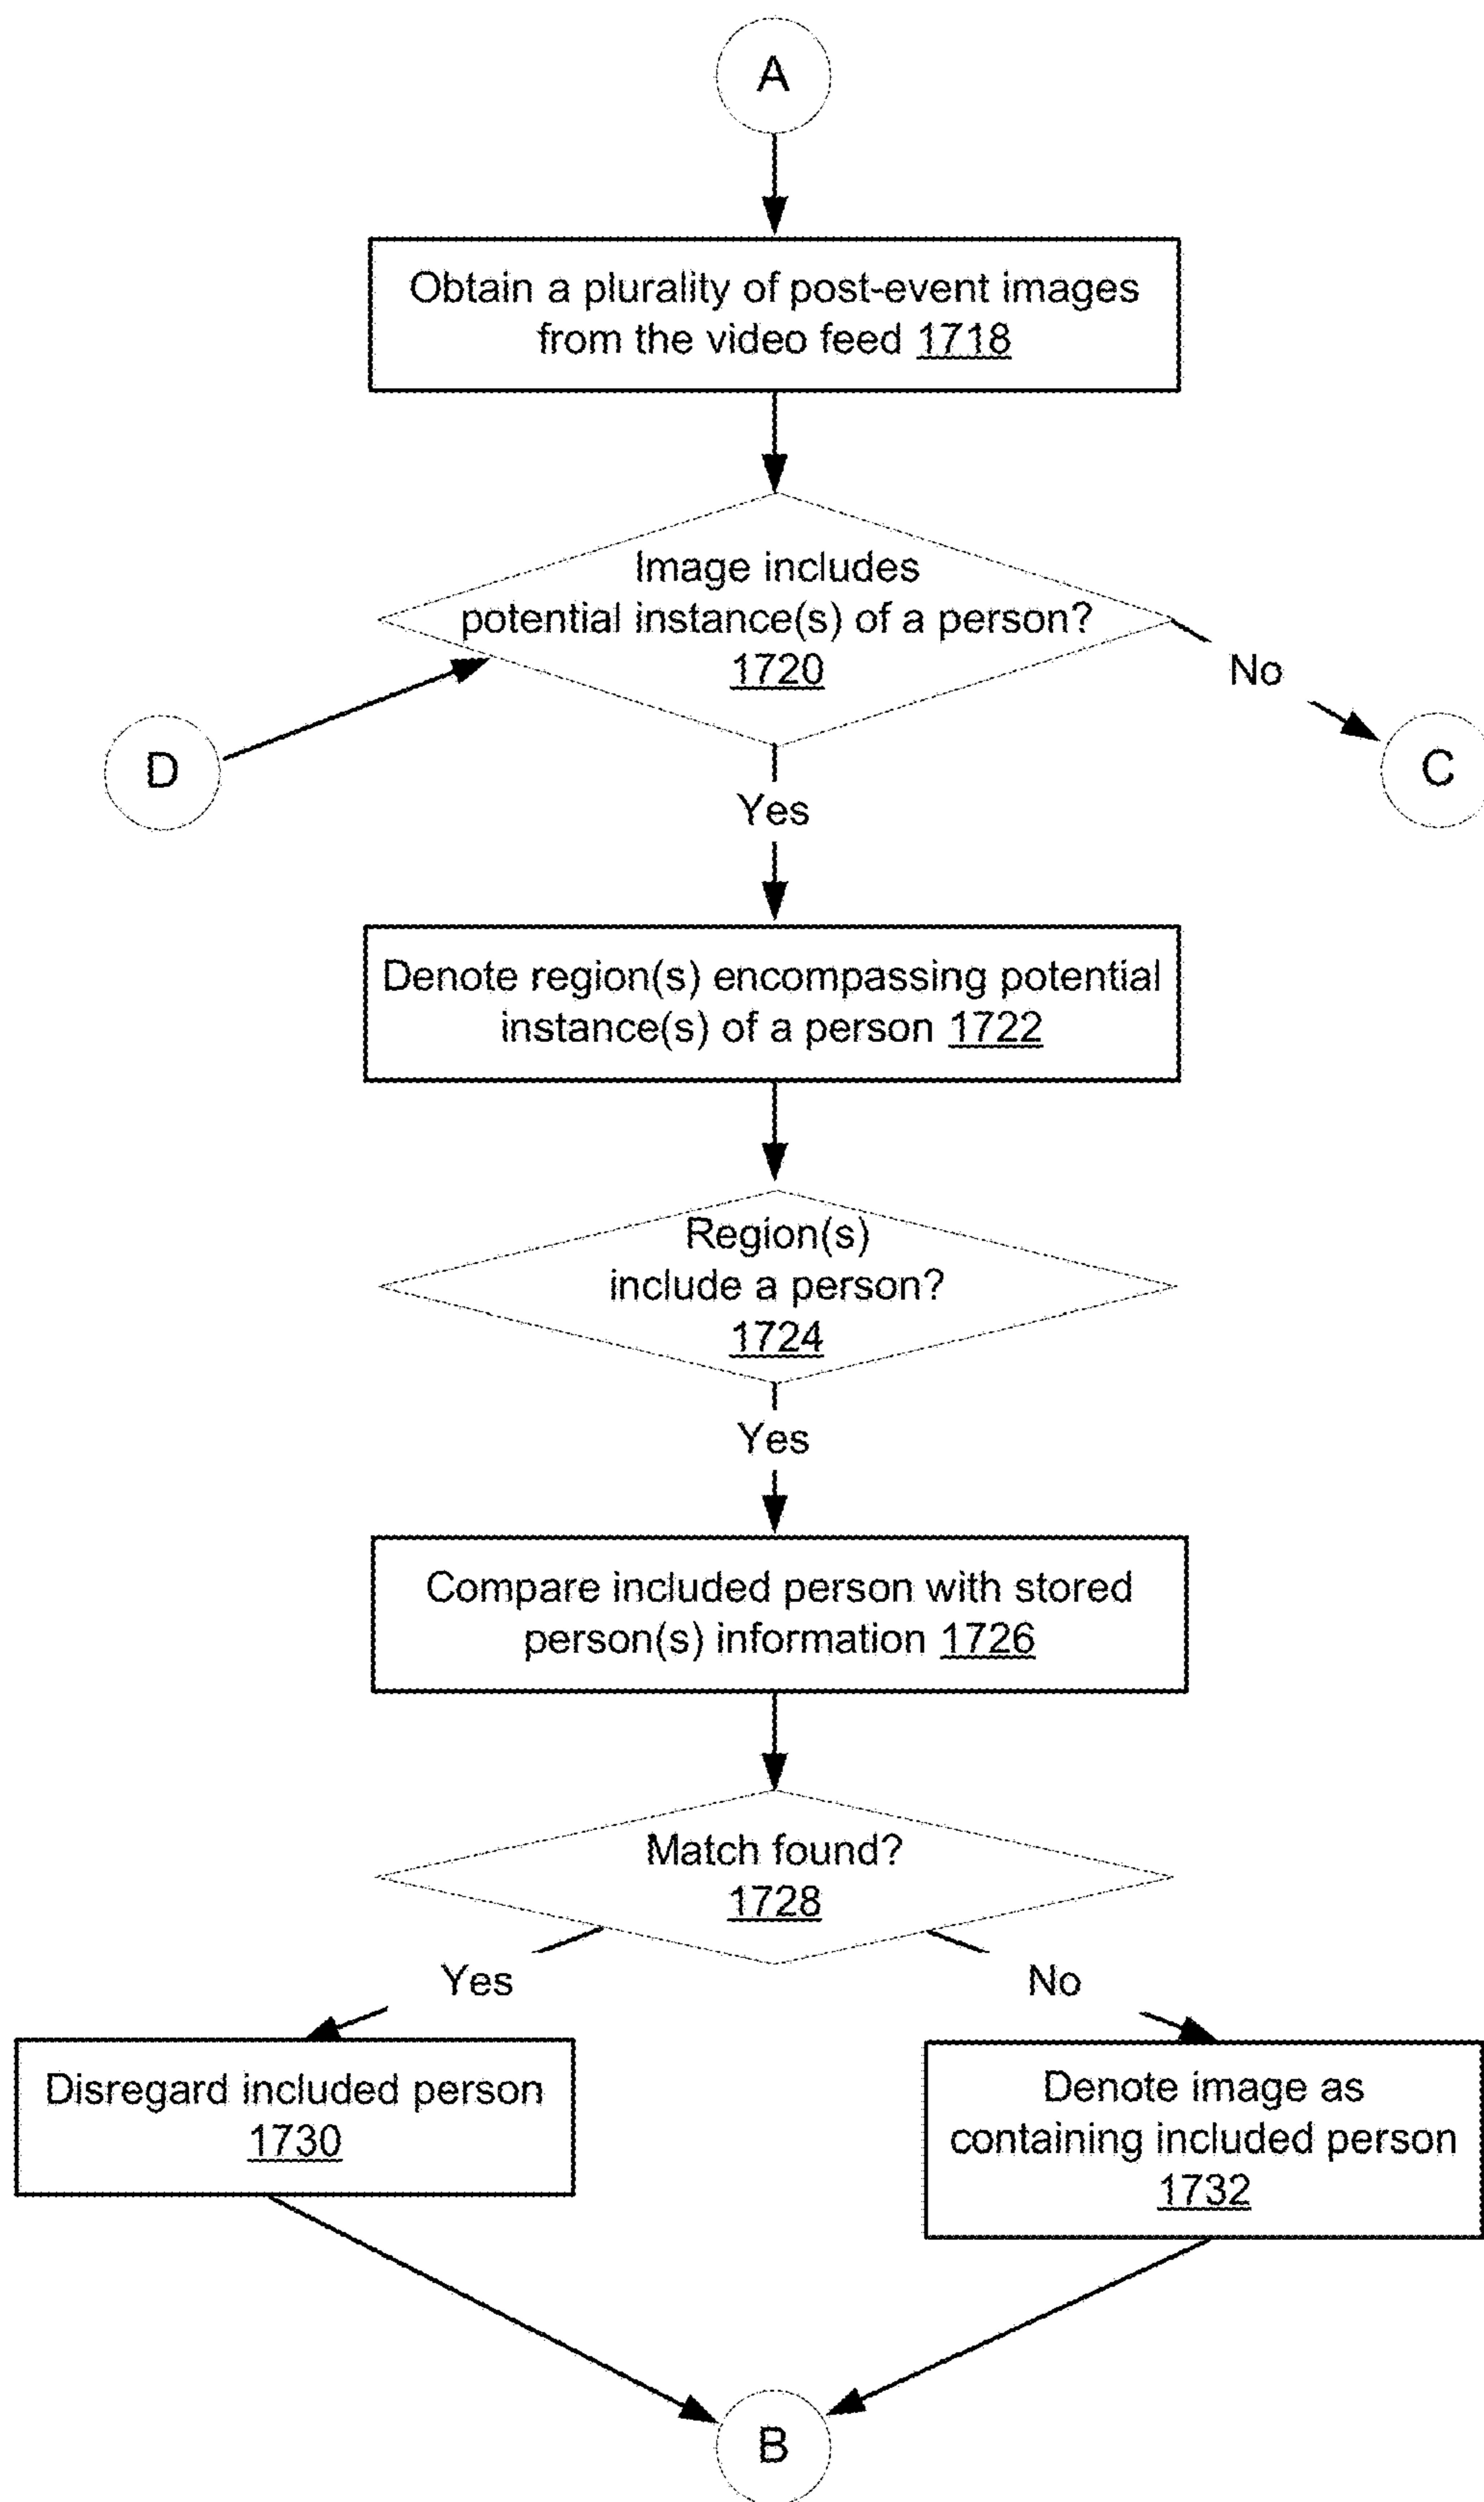 A
Obtain a plurality of post-event images
from the video feed 1718
Image includes
potential instance(s) of a person?
1720
No
D
C
Yes
Denote region(s) encompassing potential
instance(s) of a person 1722
Region(s)
include a person?
1724
Yes
Compare included person with stored
person(s) information 1726
Match found?
1728
Yes
No
Disregard included person
1730
Denote image as
containing included person
1732
B